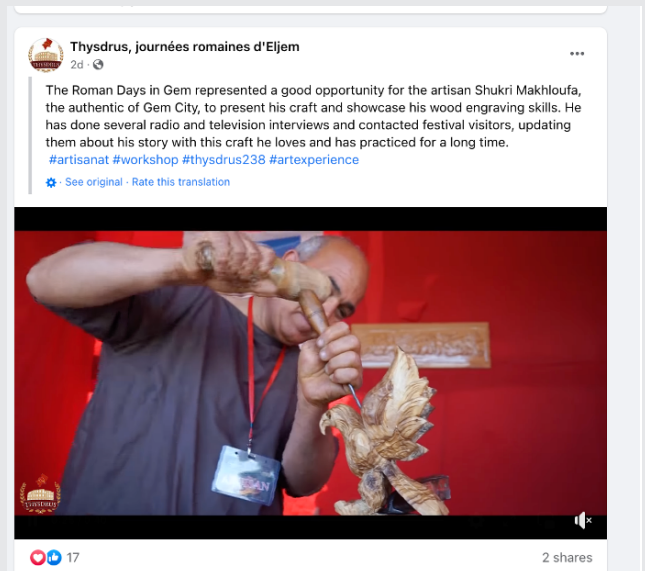 Thysdrus, journées romaines d'Eljem
2d ·
The Roman Days in Gem represented a good opportunity for the artisan Shukri Makhloufa,
the authentic of Gem City, to present his craft and showcase his wood engraving skills. He
has done several radio and television interviews and contacted festival visitors, updating
them about his story with this craft he loves and has practiced for a long time.
#artisanat #workshop #thysdrus238 #artexperience
· See original · Rate this translation
THYSDRUS
17
2 shares